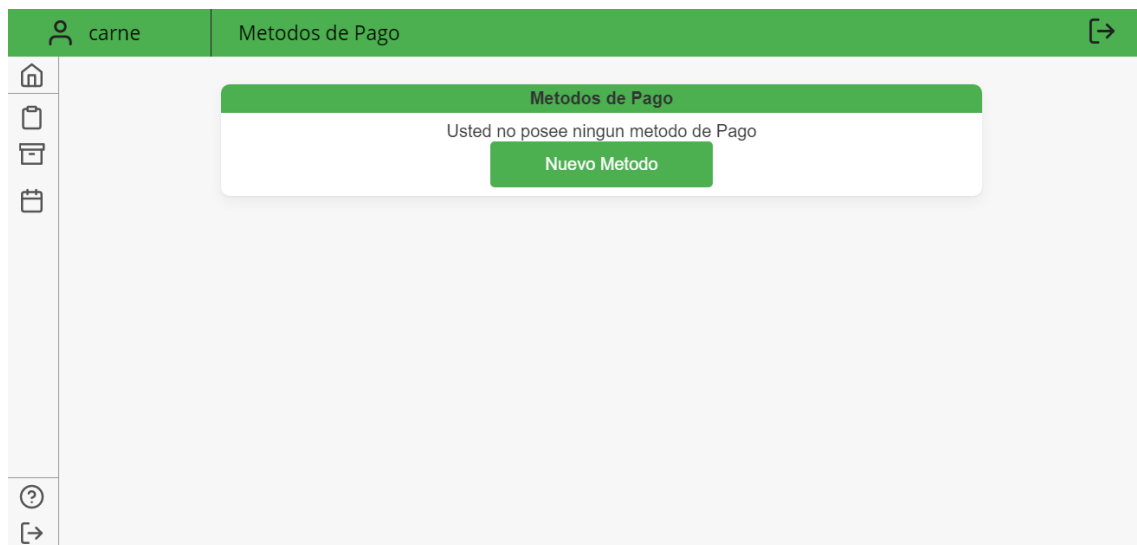 carne
Metodos de Pago
Metodos de Pago
Usted no posee ningun metodo de Pago
Nuevo Metodo